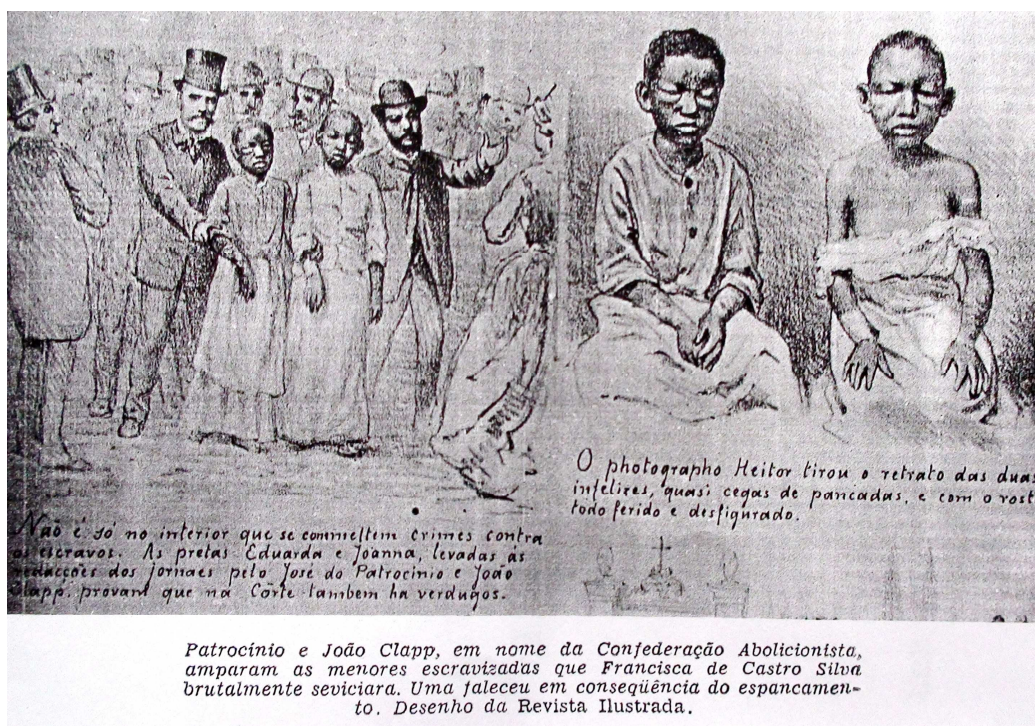 Não é só no interior que se commettem crimes contra
os escravos. As pretas Eduarda e Joanna, levadas ás
redacções dos jornaes pelo José do Patrocinio e João
Clapp, provam que na Côrte tambem ha verdugos.
O photographo Heitor tirou o retrato das duas
infelizes, quasi cegas de pancadas, e com o rosto
todo ferido e desfigurado.
Patrocínio e João Clapp, em nome da Confederação Abolicionista,
amparam as menores escravizadas que Francisca de Castro Silva
brutalmente seviciara. Uma faleceu em conseqüência do espancamen-
to. Desenho da Revista Ilustrada.